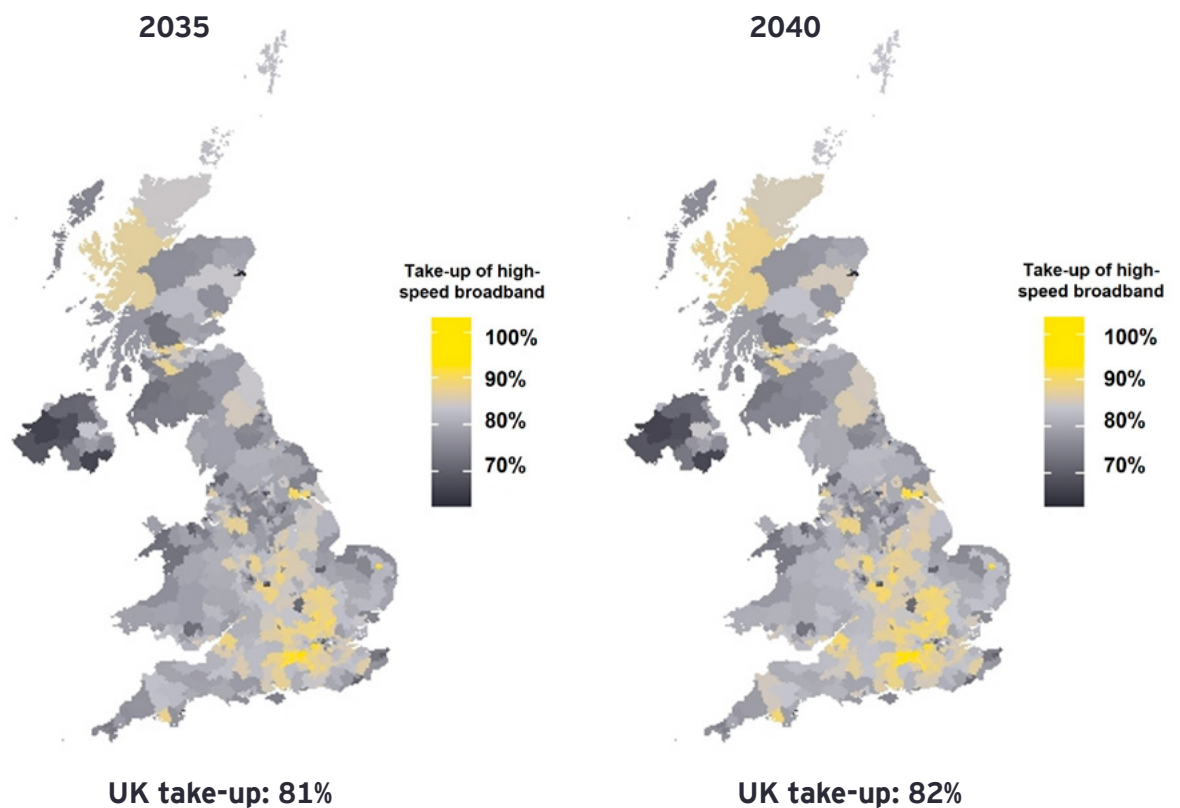 2035
2040
Take-up of high-
speed broadband
100%
90%
80%
70%
Take-up of high-
speed broadband
100%
90%
80%
70%
UK take-up: 81%
UK take-up: 82%